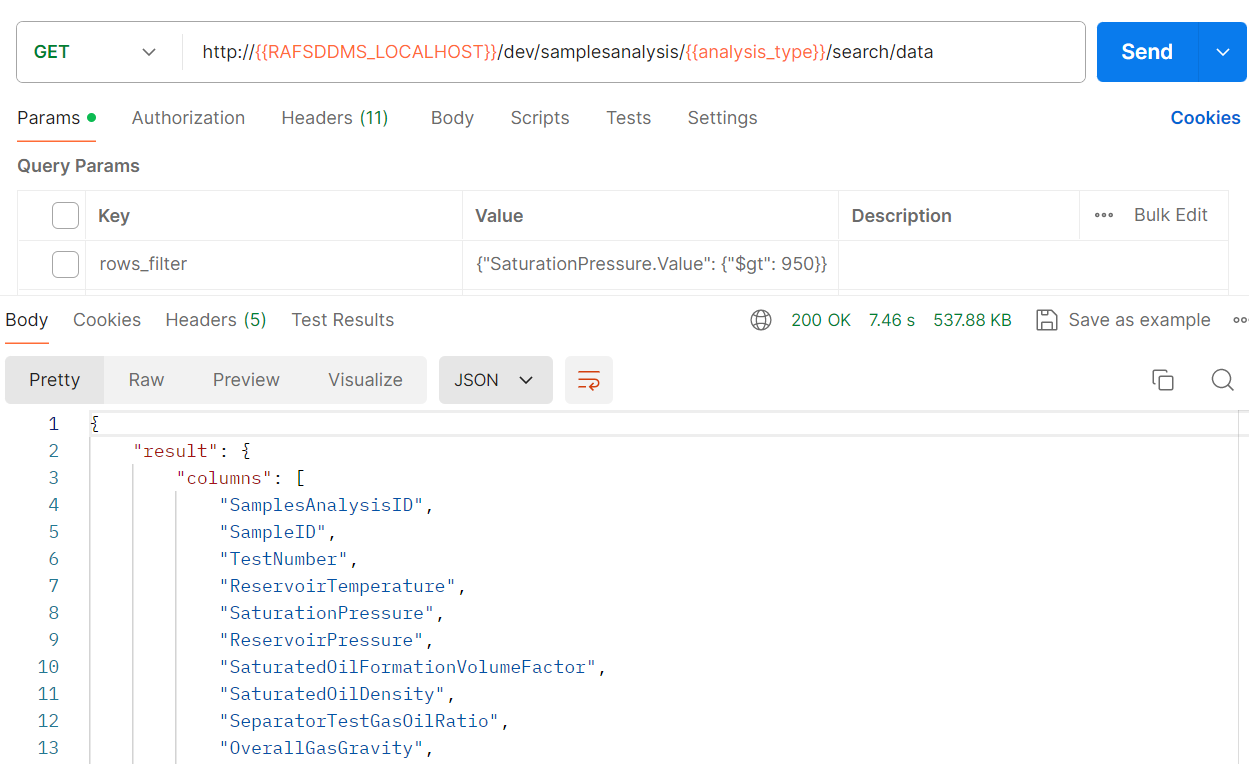 GET http://{{RAFSDDMS_LOCALHOST}}/dev/samplesanalysis/{{analysis_type}}/search/data Send
Params Authorization Headers (11) Body Scripts Tests Settings Cookies
Query Params
Key Value Description Bulk Edit
rows_filter {"SaturationPressure.Value": {"$gt": 950}}
Body Cookies Headers (5) Test Results 200 OK 7.46 s 537.88 KB Save as example
Pretty Raw Preview Visualize JSON
1 {
2 "result": {
3 "columns": [
4 "SamplesAnalysisID",
5 "SampleID",
6 "TestNumber",
7 "ReservoirTemperature",
8 "SaturationPressure",
9 "ReservoirPressure",
10 "SaturatedOilFormationVolumeFactor",
11 "SaturatedOilDensity",
12 "SeparatorTestGasOilRatio",
13 "OverallGasGravity",